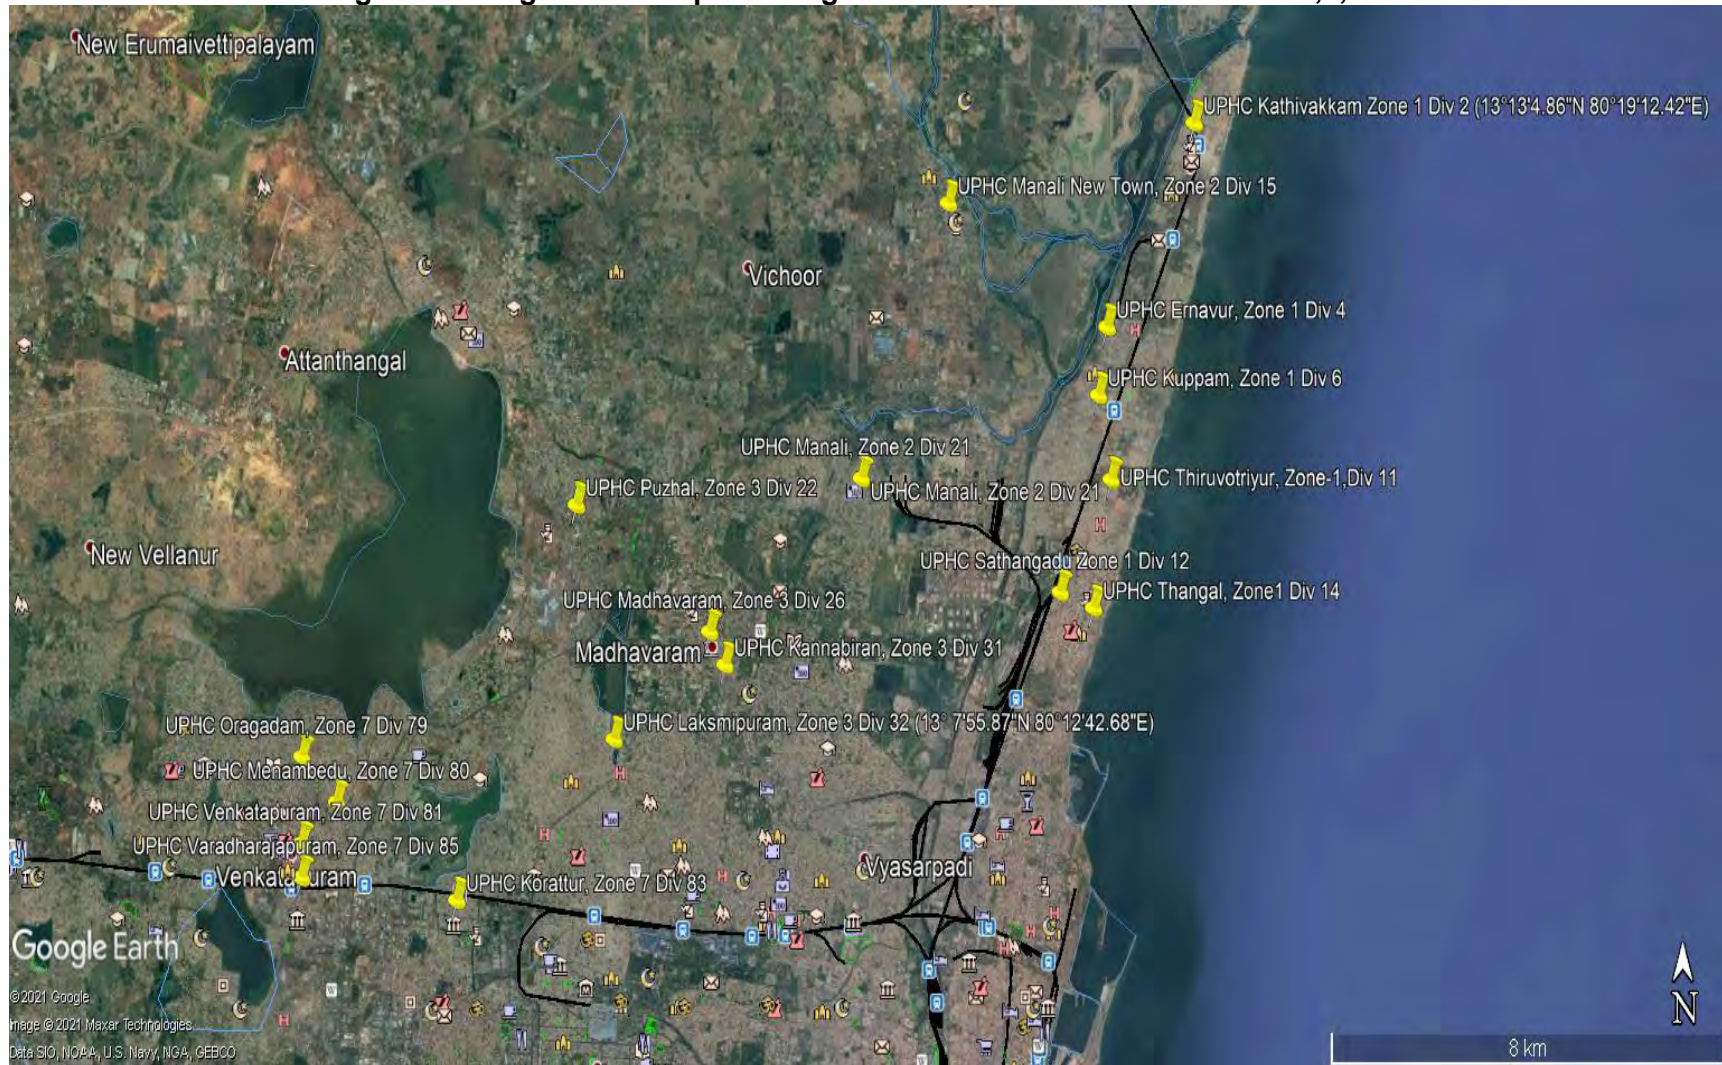 New Erumaivettipalayam
UPHC Kathivakkam Zone 1 Div 2 (13°13'4.86"N 80°19'12.42"E)
UPHC Manali New Town, Zone 2 Div 15
Vichoor
UPHC Ernavur, Zone 1 Div 4
Attanthangal
UPHC Kuppam, Zone 1 Div 6
UPHC Manali, Zone 2 Div 21
UPHC Thiruvotriyur, Zone-1,Div 11
UPHC Puzhal, Zone 3 Div 22
UPHC Manali, Zone 2 Div 21
New Vellanur
UPHC Sathangadu Zone 1 Div 12
UPHC Thangal, Zone1 Div 14
UPHC Madhavaram, Zone 3 Div 26
Madhavaram
UPHC Kannabiran, Zone 3 Div 31
UPHC Oragadam, Zone 7 Div 79
UPHC Laksmipuram, Zone 3 Div 32 (13° 7'55.87"N 80°12'42.68"E)
UPHC Menambedu, Zone 7 Div 80
UPHC Venkatapuram, Zone 7 Div 81
UPHC Varadharajapuram, Zone 7 Div 85
Venkatapuram
UPHC Korattur, Zone 7 Div 83
Vyasarpadi
Google Earth
©2021 Google
Image © 2021 Maxar Technologies
Data SIO, NOAA, U.S. Navy, NGA, GEBCO
N
8 km